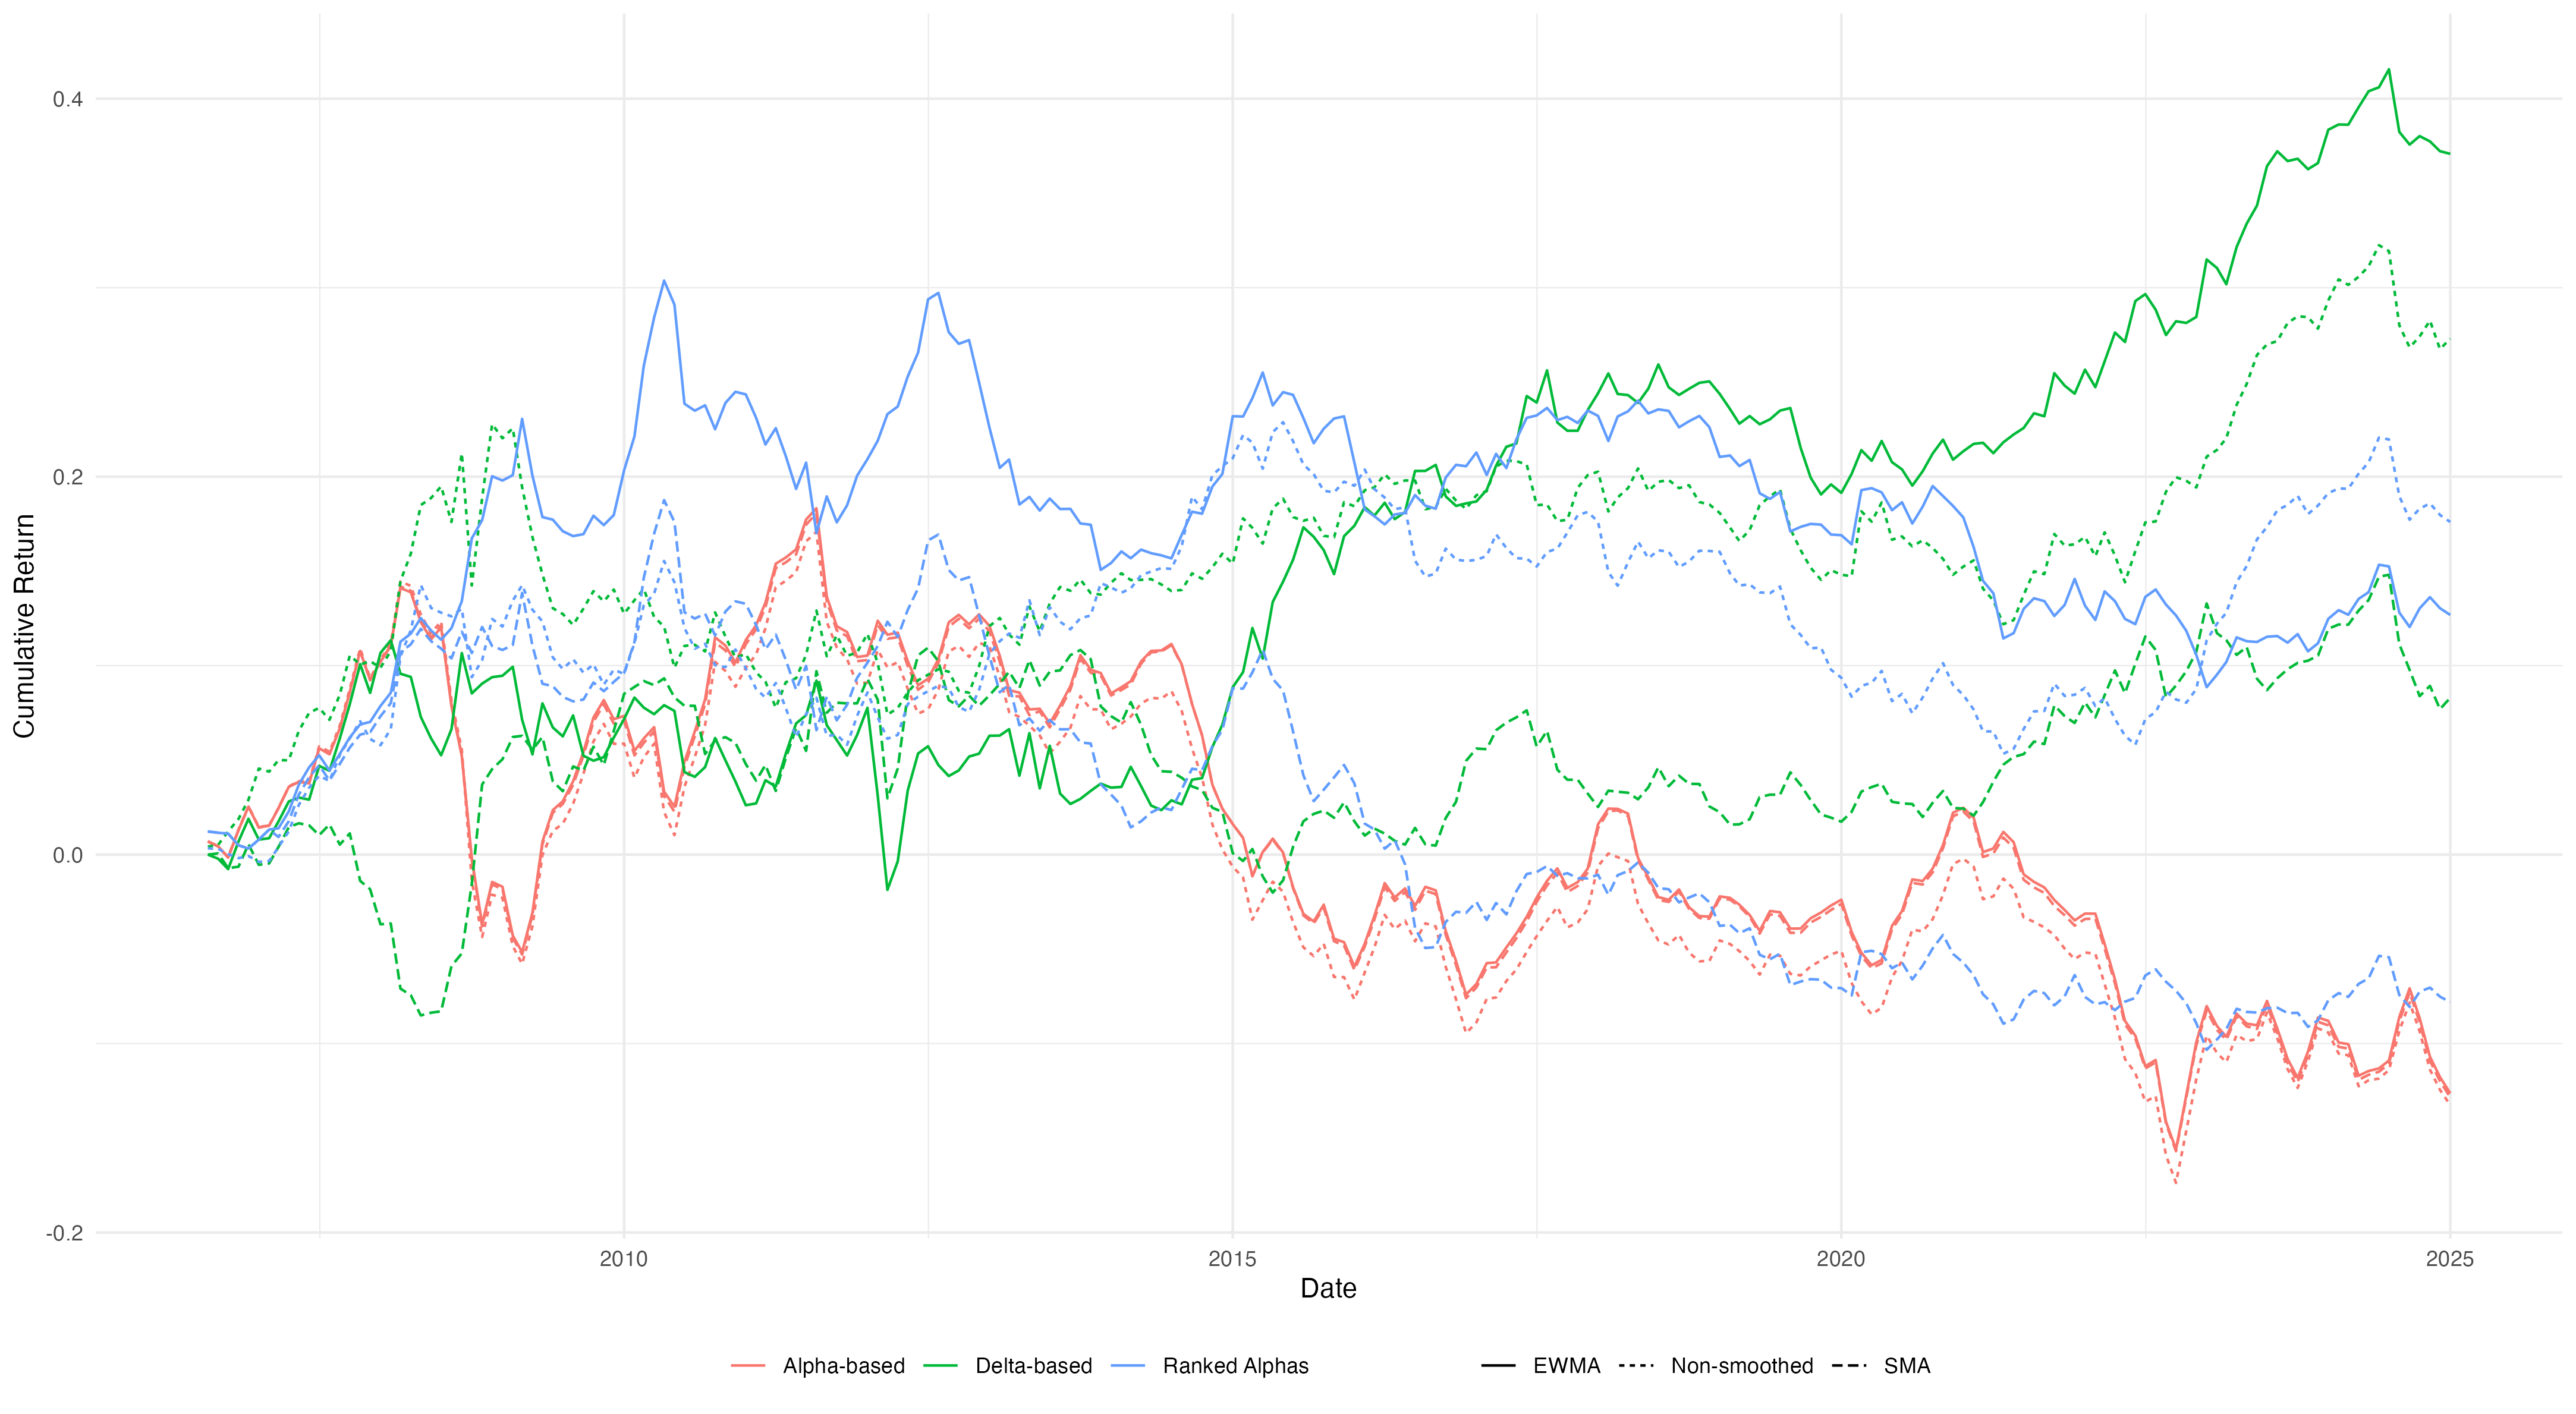 Cumulative Return
0.4
0.2
0.0
-0.2
2010 2015 2020 2025
Date
Alpha-based Delta-based Ranked Alphas EWMA Non-smoothed SMA